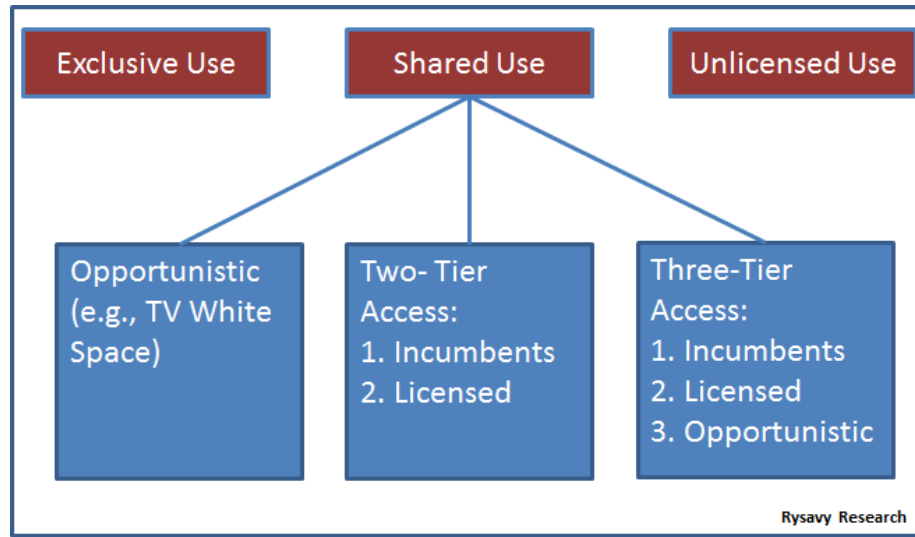 Exclusive Use
Shared Use
Unlicensed Use
Opportunistic
(e.g., TV White
Space)
Two- Tier
Access:
1. Incumbents
2. Licensed
Three-Tier
Access:
1. Incumbents
2. Licensed
3. Opportunistic
Rysavy Research